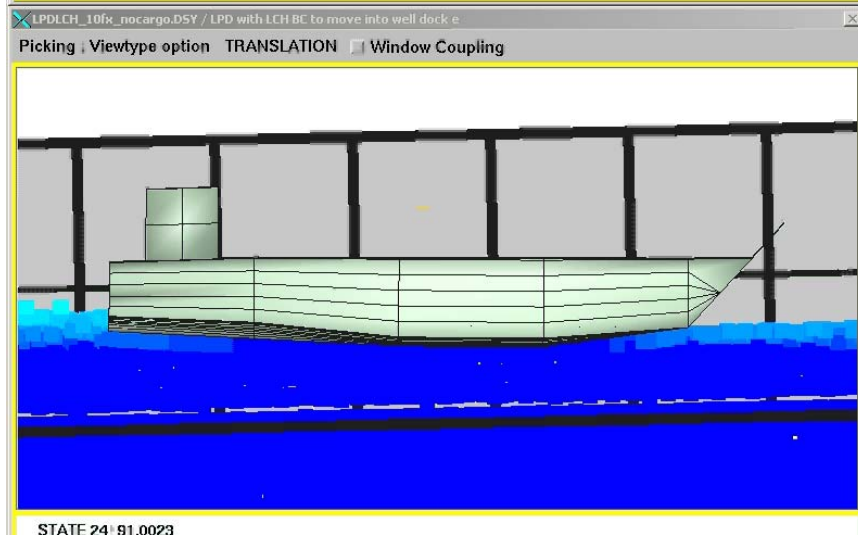 LPDLCH_10fx_nocargo.DSY / LPD with LCH BC to move into well dock e
Picking Viewtype option TRANSLATION Window Coupling
STATE 24 91.0023